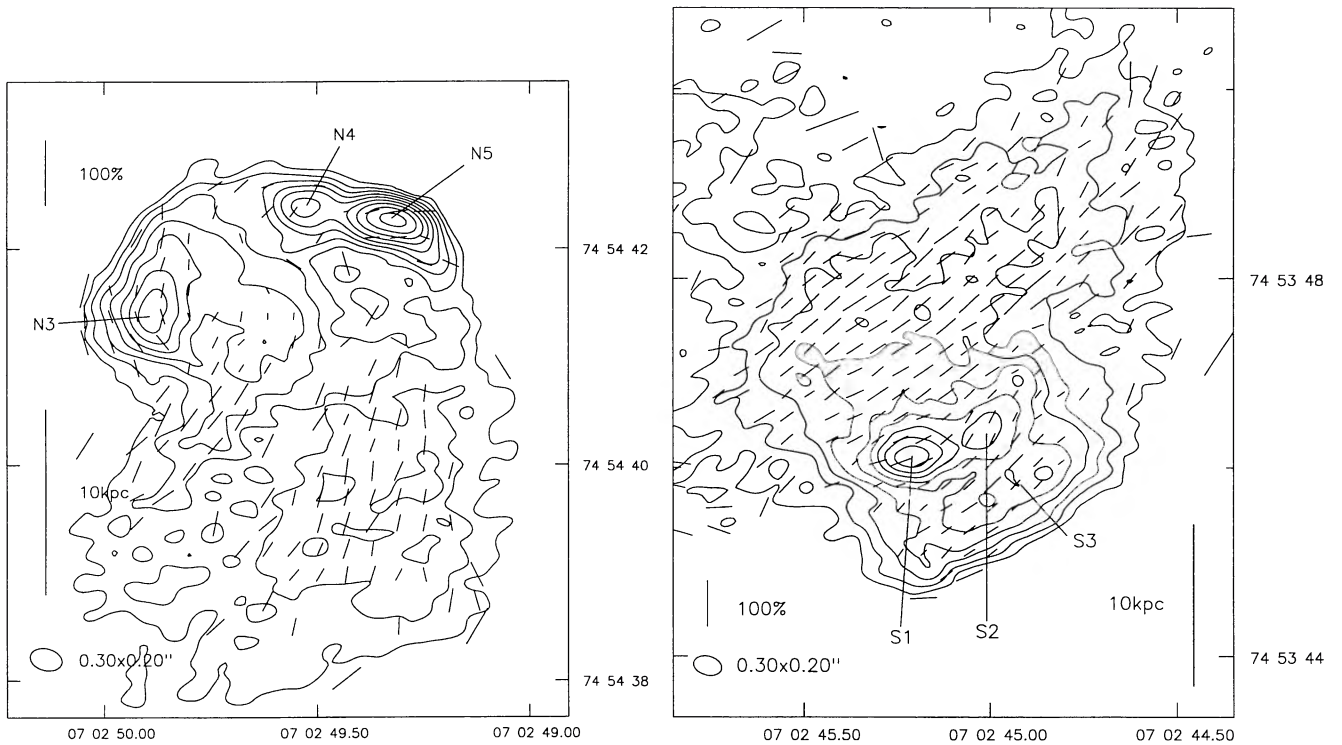 N4
N5
100%
74 54 42
N3
74 54 40
10kpc
0.30x0.20"
74 54 38
07 02 50.00
07 02 49.50
07 02 49.00
74 53 48
S3
100%
10kpc
S1
S2
0.30x0.20"
74 53 44
07 02 45.50
07 02 45.00
07 02 44.50